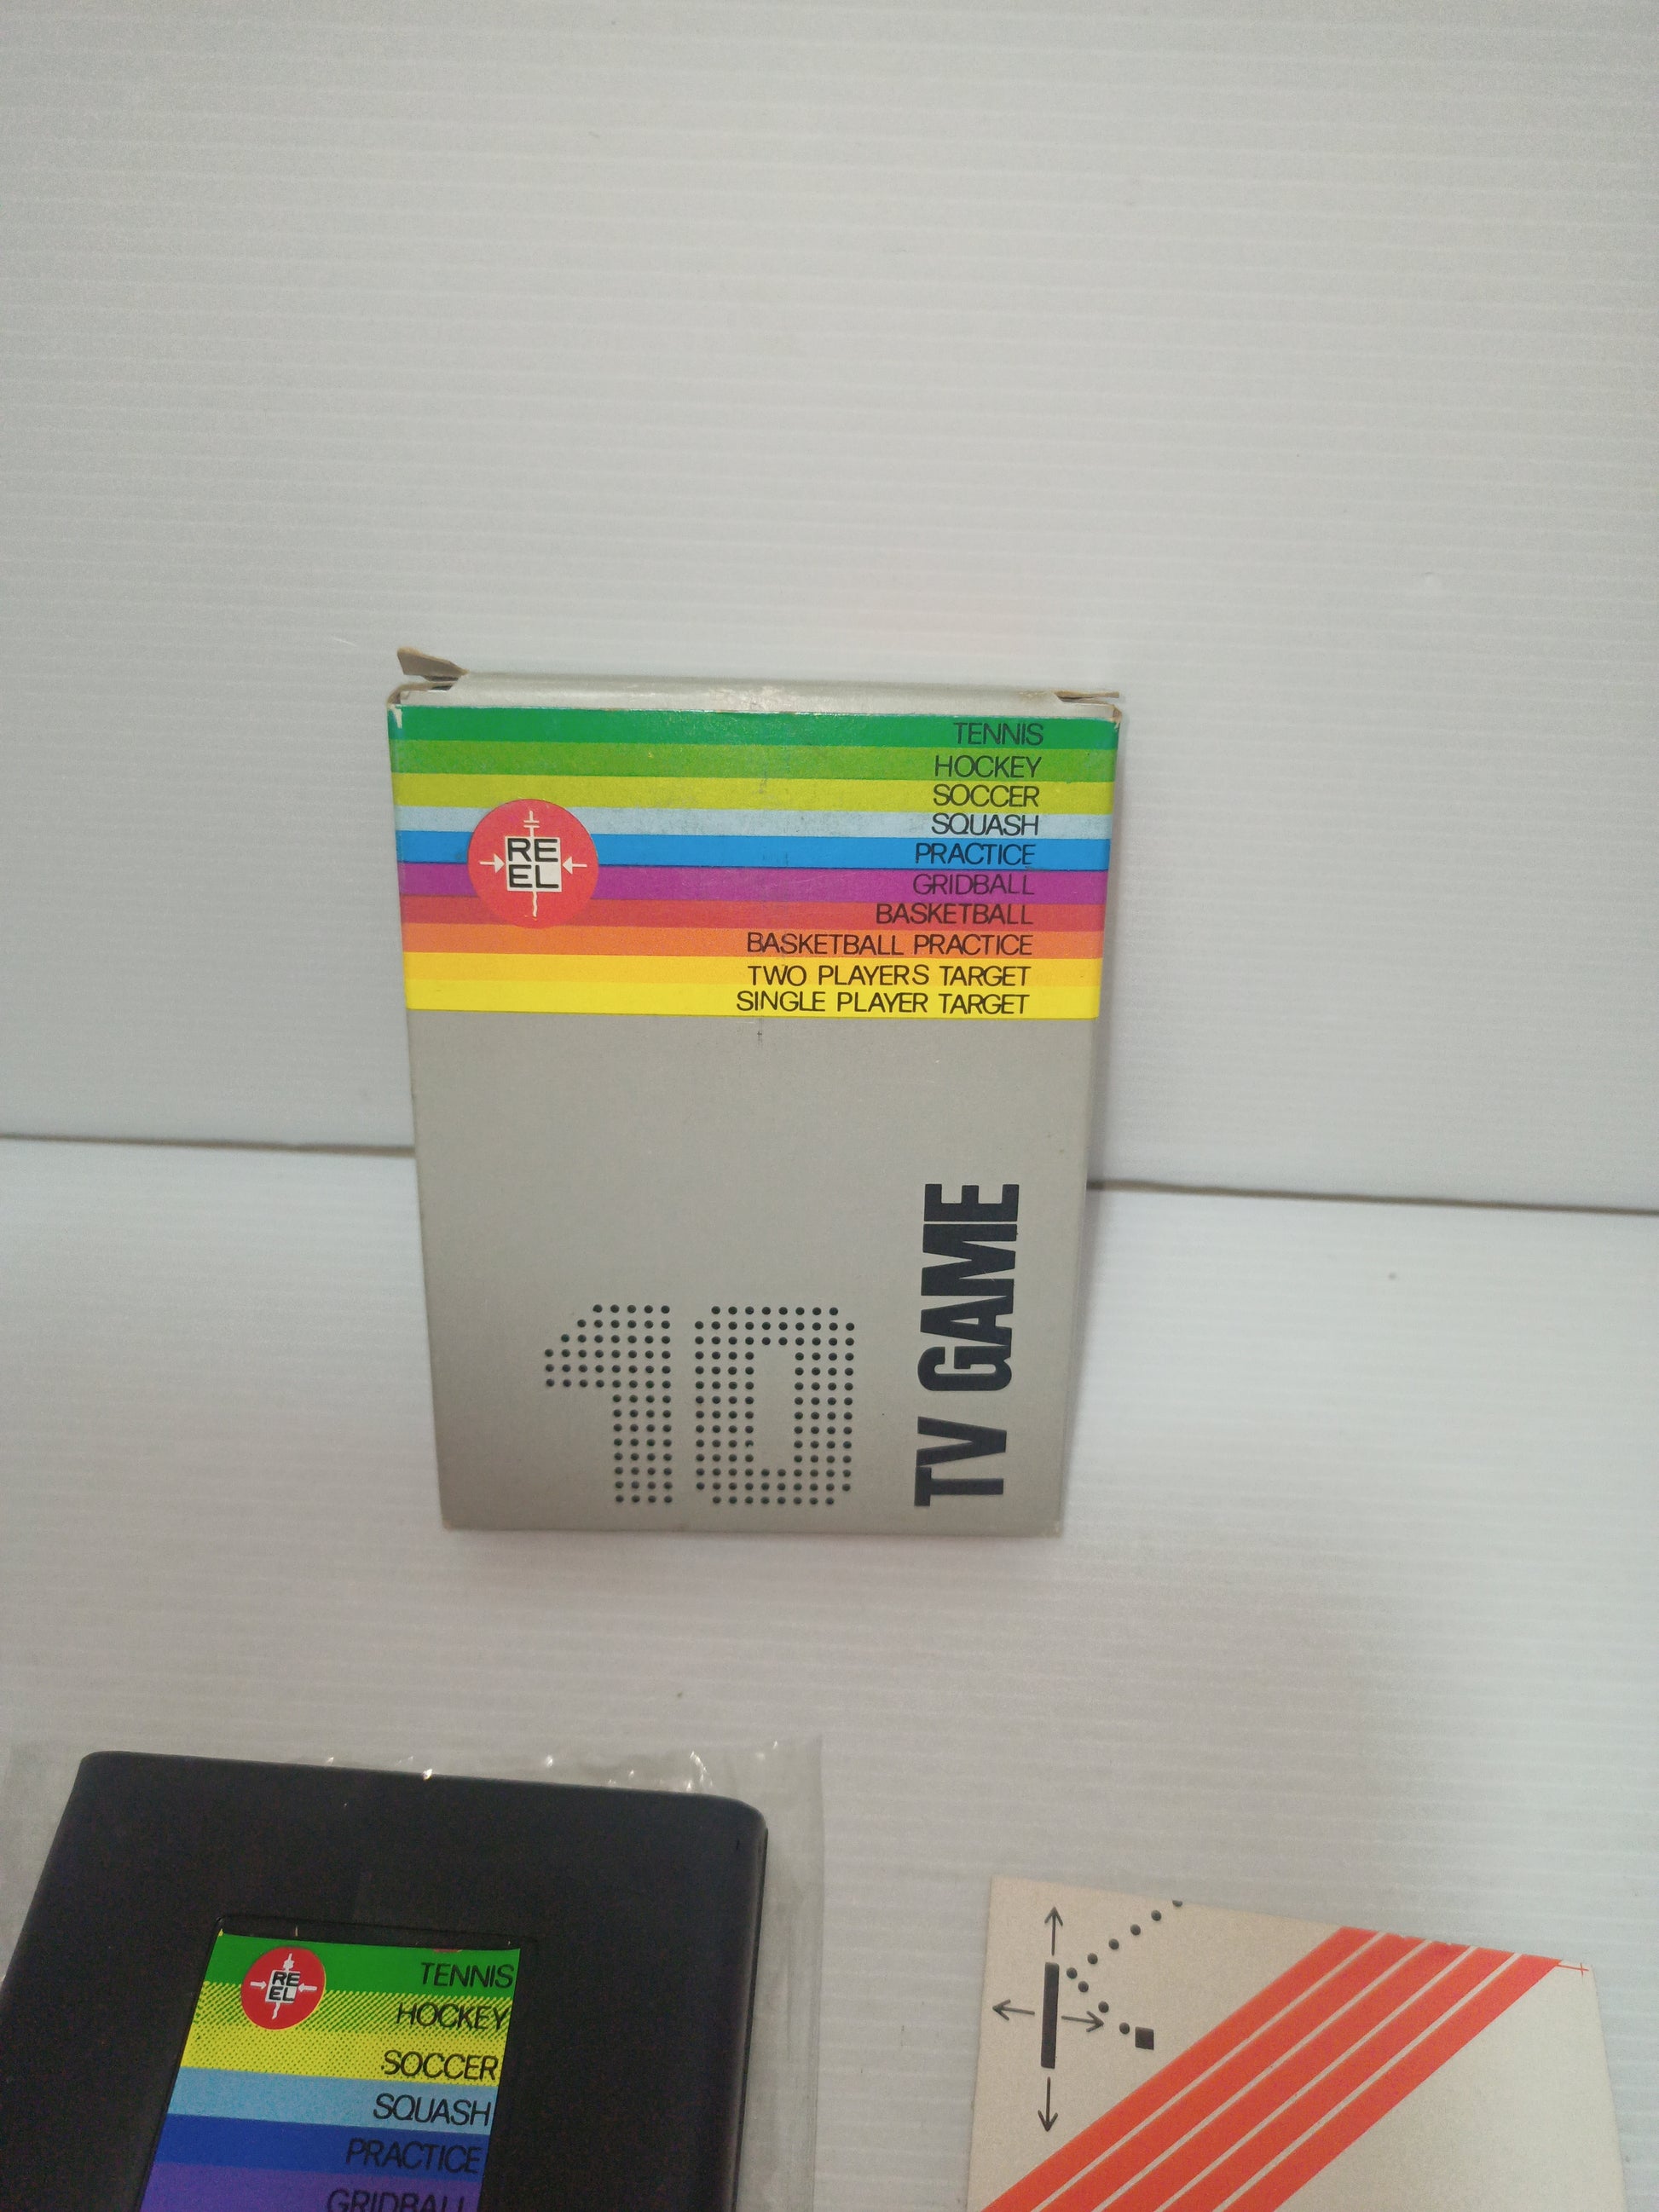 TENNIS
HOCKEY
SOCCER
SQUASH
PRACTICE
GRIDBALL
BASKETBALL
BASKETBALL PRACTICE
TWO PLAYERS TARGET
SINGLE PLAYER TARGET
RE
EL
10
TV GAME
RE
EL
TENNIS
HOCKEY
SOCCER
SQUASH
PRACTICE
GRIDBALL